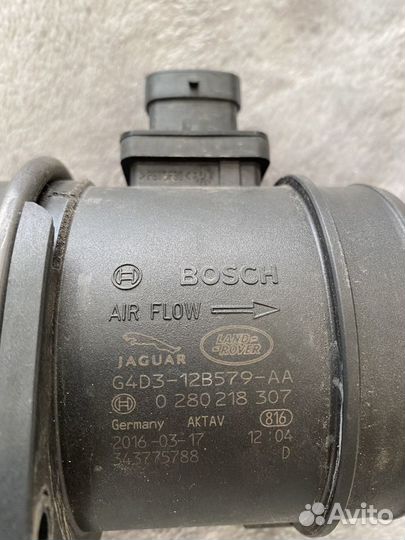 BOSCH
AIR FLOW
JAGUAR
LAND-
ROVER
G4D3-12B579-AA
0 280 218 307
Germany AKTAV 816
2016-03-17 12:04
343775788 D
Avito